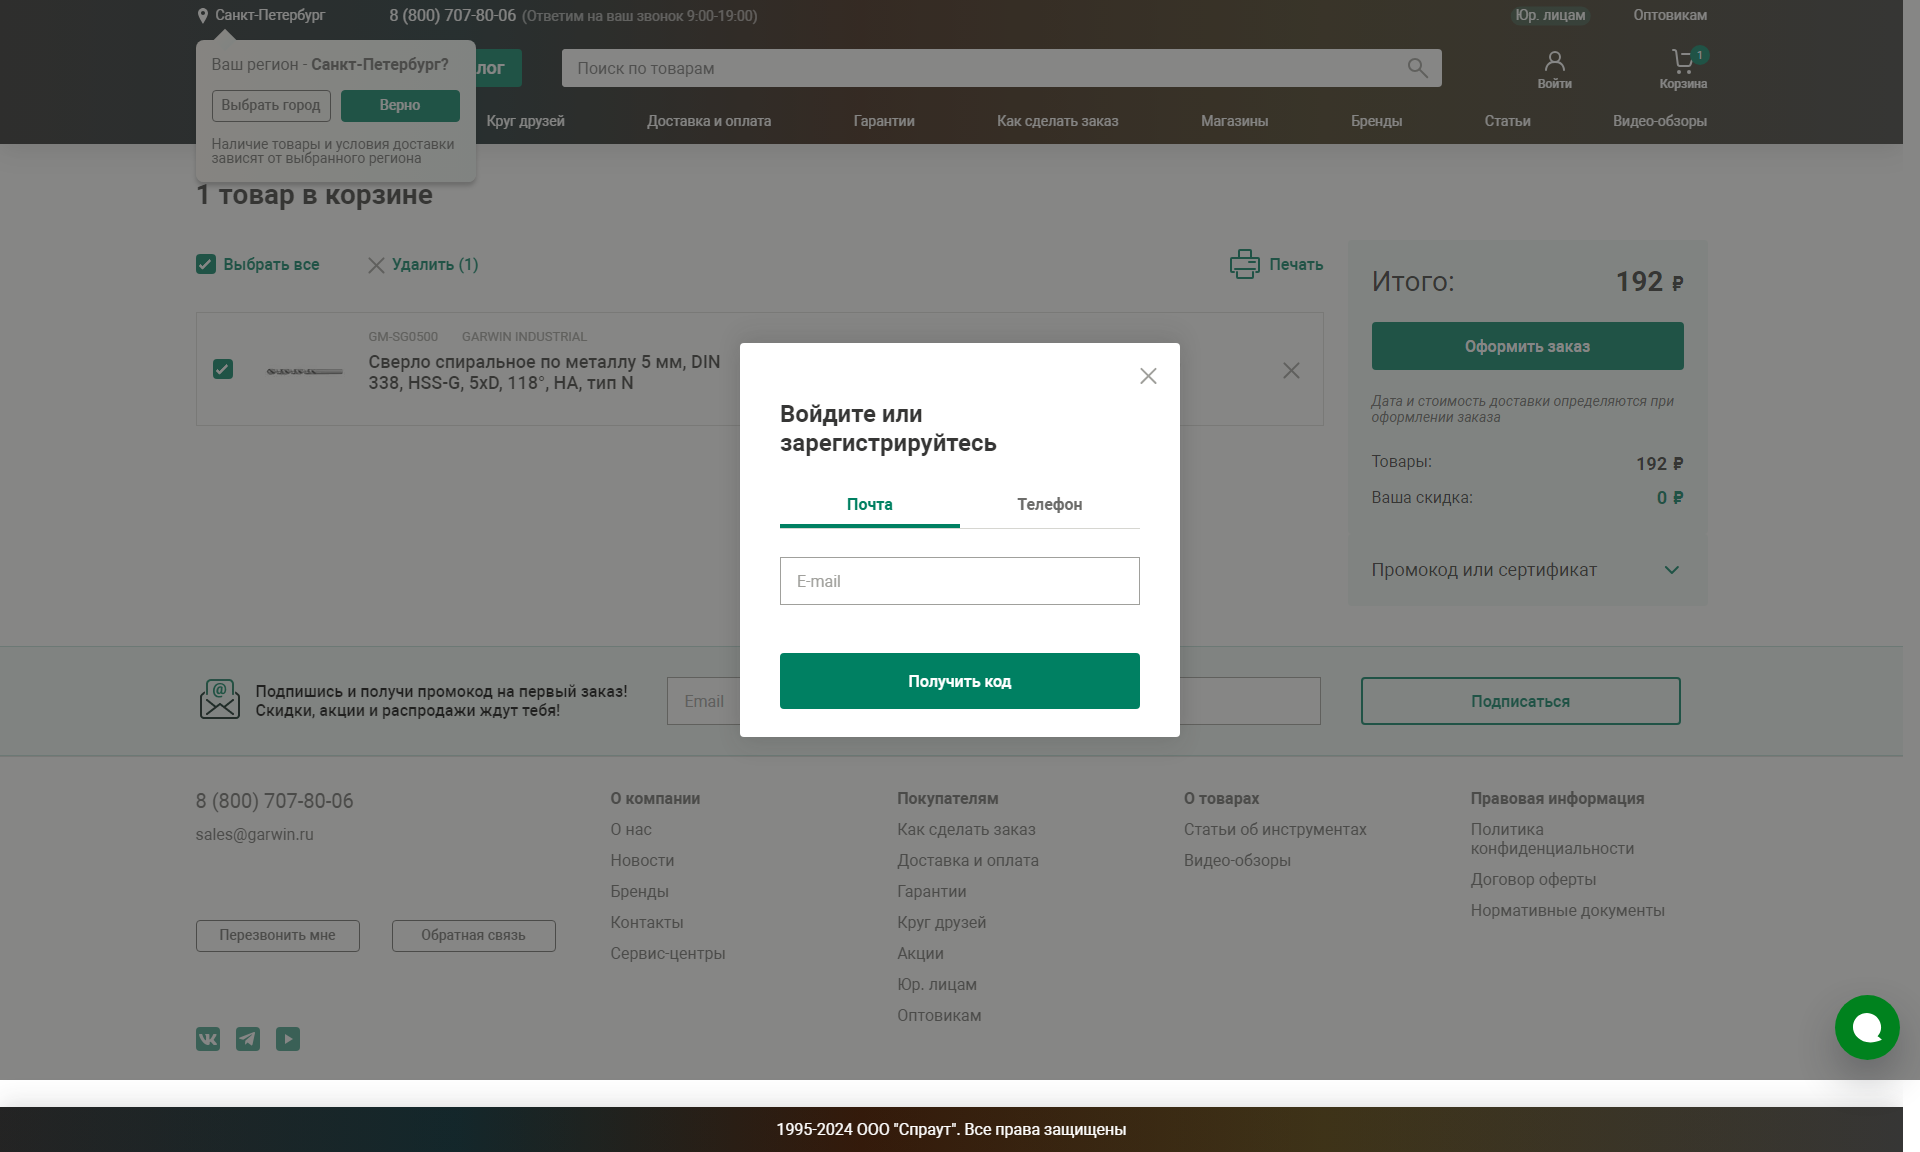 Санкт-Петербург
8 (800) 707-80-06 (Ответим на ваш звонок 9:00-19:00)
Юр. лицам
Оптовикам
Ваш регион - Санкт-Петербург?
Выбрать город
Верно
Наличие товары и условия доставки
зависят от выбранного региона
лог
Поиск по товарам
Войти
1
Корзина
Круг друзей
Доставка и оплата
Гарантии
Как сделать заказ
Магазины
Бренды
Статьи
Видео-обзоры
1 товар в корзине
Выбрать все
Удалить (1)
Печать
GM-SG0500
GARWIN INDUSTRIAL
Сверло спиральное по металлу 5 мм, DIN
338, HSS-G, 5xD, 118°, HA, тип N
Итого:
192 ₽
Оформить заказ
Дата и стоимость доставки определяются при
оформлении заказа
Товары:
192 ₽
Ваша скидка:
0 ₽
Промокод или сертификат
Войдите или
зарегистрируйтесь
Почта
Телефон
E-mail
Получить код
Подпишись и получи промокод на первый заказ!
Скидки, акции и распродажи ждут тебя!
Email
Подписаться
8 (800) 707-80-06
sales@garwin.ru
Перезвонить мне
Обратная связь
О компании
О нас
Новости
Бренды
Контакты
Сервис-центры
Покупателям
Как сделать заказ
Доставка и оплата
Гарантии
Круг друзей
Акции
Юр. лицам
Оптовикам
О товарах
Статьи об инструментах
Видео-обзоры
Правовая информация
Политика
конфиденциальности
Договор оферты
Нормативные документы
1995-2024 ООО "Спраут". Все права защищены